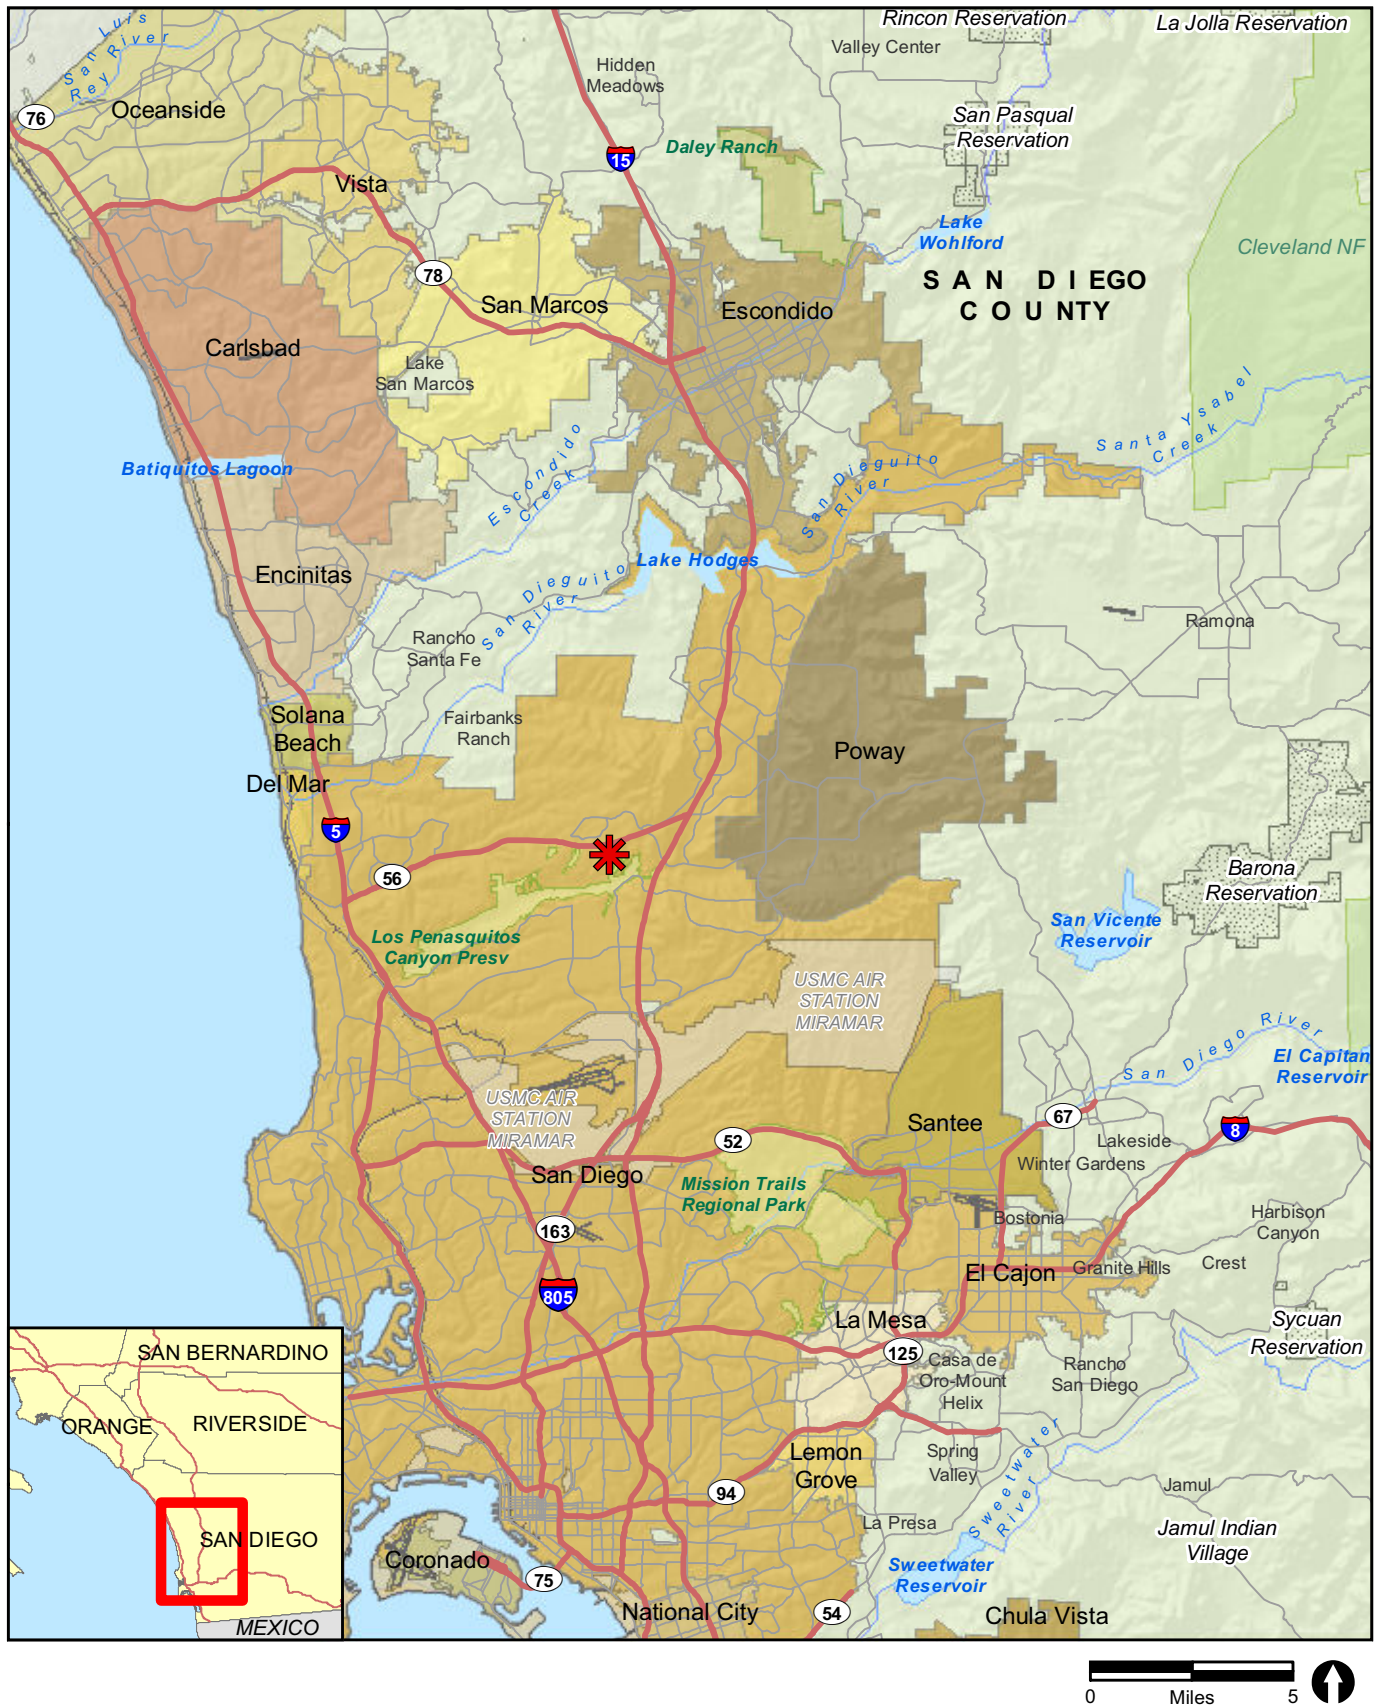 Rincon Reservation
La Jolla Reservation
San Luis
Rey River
Valley Center
Hidden
Meadows
76
Oceanside
San Pasqual
Reservation
15
Daley Ranch
Vista
Lake
Wohlford
Cleveland NF
78
SAN DIEGO
COUNTY
San Marcos
Escondido
Carlsbad
Lake
San Marcos
Santa Ysabel
Creek
Batiquitos Lagoon
Escondido
Creek
San Dieguito
River
Lake Hodges
Encinitas
San Dieguito
River
Ramona
Rancho
Santa Fe
Solana
Beach
Fairbanks
Ranch
Poway
Del Mar
5
56
Barona
Reservation
San Vicente
Reservoir
Los Penasquitos
Canyon Presv
USMC AIR
STATION
MIRAMAR
San Diego River
El Capitan
Reservoir
USMC AIR
STATION
MIRAMAR
Santee
67
8
52
Lakeside
Winter Gardens
San Diego
Mission Trails
Regional Park
163
Bostonia
Harbison
Canyon
El Cajon
Granite Hills
Crest
805
La Mesa
Sycuan
Reservation
125
Casa de
Oro-Mount
Helix
Rancho
San Diego
SAN BERNARDINO
ORANGE
RIVERSIDE
Lemon
Grove
Spring
Valley
Sweetwater
River
94
Jamul
La Presa
Jamul Indian
Village
SAN DIEGO
Coronado
75
Sweetwater
Reservoir
National City
54
Chula Vista
MEXICO
0 Miles 5